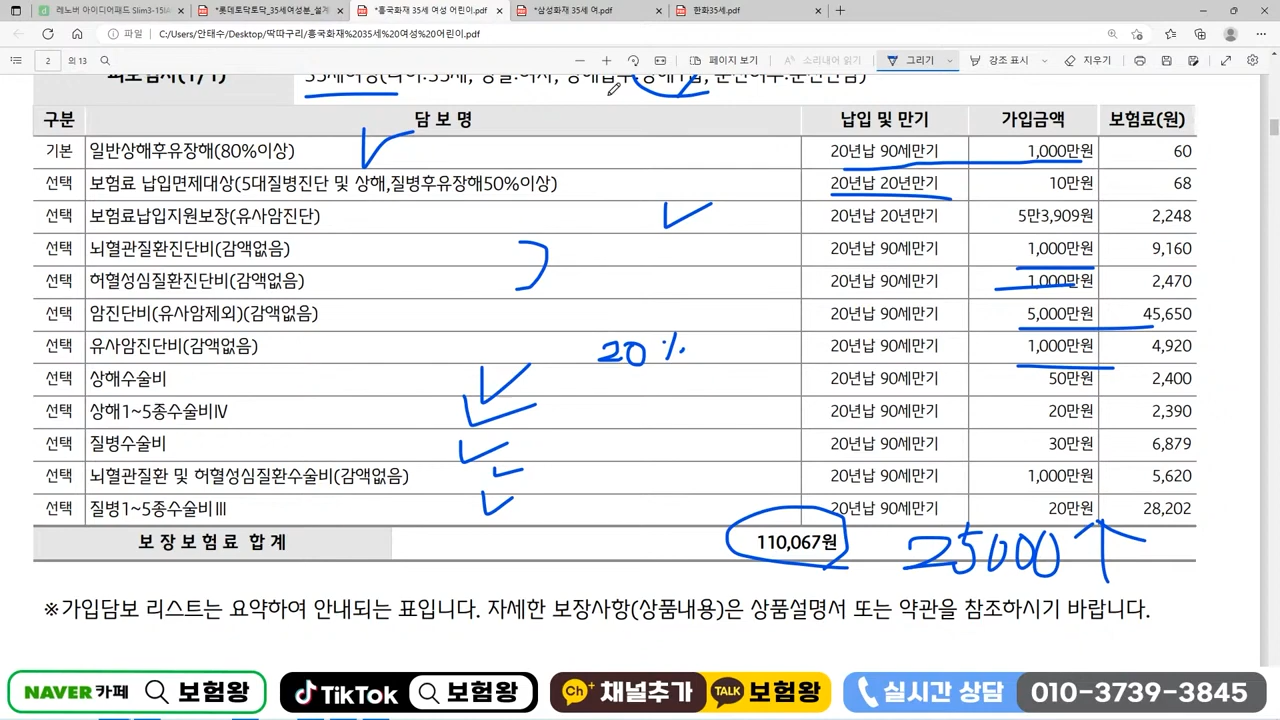 레노버 아이디어패드 Slim3-15IA
*롯데토닥토닥_35세여성분_설계
*흥국화재 35세 여성 어린이.pdf
*삼성화재 35세 여.pdf
한화35세.pdf
파일 C:/Users/안태수/Desktop/딱따구리/흥국화재%2035세%20여성%20어린이.pdf
2 의 13 페이지 보기 소리내어 읽기 그리기 강조 표시 지우기
구분 담 보 명 납입 및 만기 가입금액 보험료(원)
기본 일반상해후유장해(80%이상) 20년납 90세만기 1,000만원 60
선택 보험료 납입면제대상(5대질병진단 및 상해,질병후유장해50%이상) 20년납 20년만기 10만원 68
선택 보험료납입지원보장(유사암진단) 20년납 20년만기 5만3,909원 2,248
선택 뇌혈관질환진단비(감액없음) 20년납 90세만기 1,000만원 9,160
선택 허혈성심질환진단비(감액없음) 20년납 90세만기 1,000만원 2,470
선택 암진단비(유사암제외)(감액없음) 20년납 90세만기 5,000만원 45,650
선택 유사암진단비(감액없음) 20% 20년납 90세만기 1,000만원 4,920
선택 상해수술비 20년납 90세만기 50만원 2,400
선택 상해1~5종수술비Ⅳ 20년납 90세만기 20만원 2,390
선택 질병수술비 20년납 90세만기 30만원 6,879
선택 뇌혈관질환 및 허혈성심질환수술비(감액없음) 20년납 90세만기 1,000만원 5,620
선택 질병1~5종수술비Ⅲ 20년납 90세만기 20만원 28,202
보 장 보 험 료 합 계 110,067원 25000↑
※가입담보 리스트는 요약하여 안내되는 표입니다. 자세한 보장사항(상품내용)은 상품설명서 또는 약관을 참조하시기 바랍니다.
NAVER 카페 보험왕 TikTok 보험왕 Ch+ 채널추가 TALK 보험왕 실시간 상담 010-3739-3845